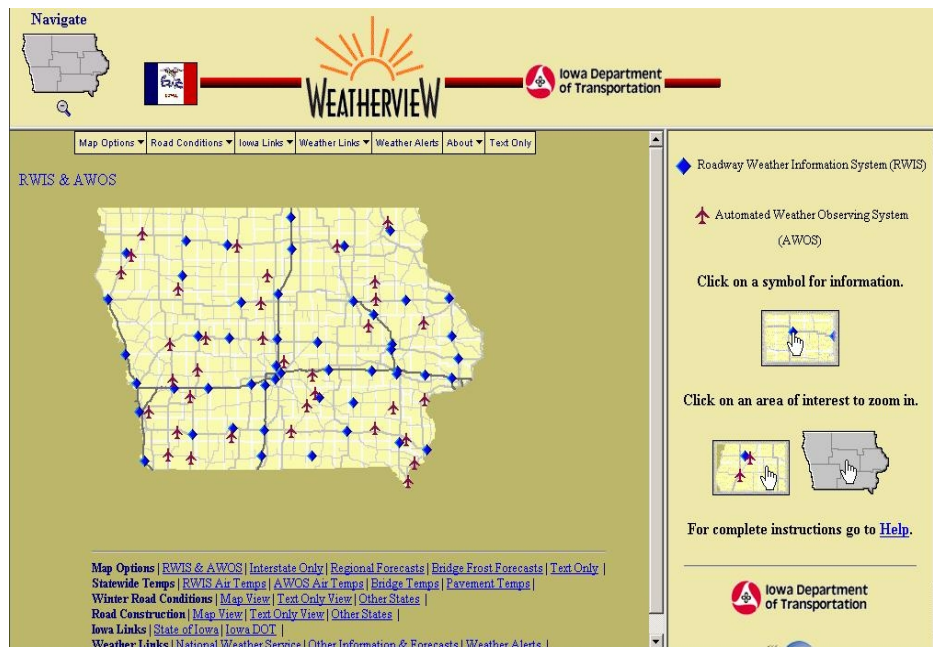 Navigate
WEATHERVIEW
Iowa Department
of Transportation
Map Options Road Conditions Iowa Links Weather Links Weather Alerts About Text Only
RWIS & AWOS
Roadway Weather Information System (RWIS)
Automated Weather Observing System
(AWOS)
Click on a symbol for information.
Click on an area of interest to zoom in.
For complete instructions go to Help.
Iowa Department
of Transportation
Map Options | RWIS & AWOS | Interstate Only | Regional Forecasts | Bridge Frost Forecasts | Text Only |
Statewide Temps | RWIS Air Temps | AWOS Air Temps | Bridge Temps | Pavement Temps |
Winter Road Conditions | Map View | Text Only View | Other States |
Road Construction | Map View | Text Only View | Other States |
Iowa Links | State of Iowa | Iowa DOT |
Weather Links | National Weather Service | Other Information & Forecasts | Weather Alerts |